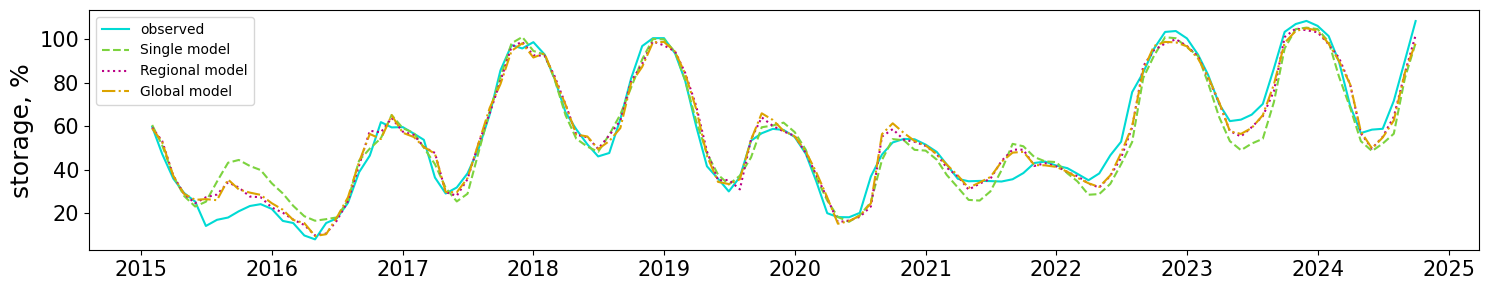 observed
Single model
Regional model
Global model
storage, %
100
80
60
40
20
2015 2016 2017 2018 2019 2020 2021 2022 2023 2024 2025